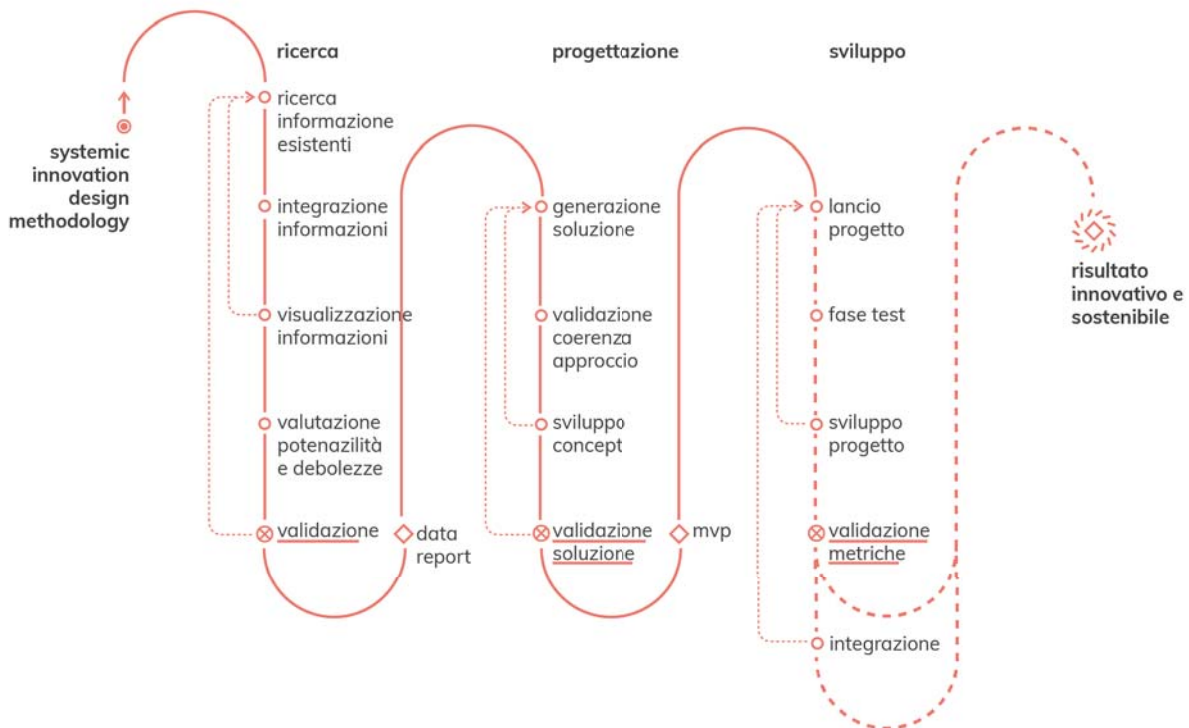 systemic
innovation
design
methodology
ricerca
ricerca
informazione
esistenti
integrazione
informazioni
visualizzazione
informazioni
valutazione
potenazilità
e debolezze
validazione
data
report
progettazione
generazione
soluzione
validazione
coerenza
approccio
sviluppo
concept
validazione
soluzione
mvp
sviluppo
lancio
progetto
fase test
sviluppo
progetto
validazione
metriche
integrazione
risultato
innovativo e
sostenibile